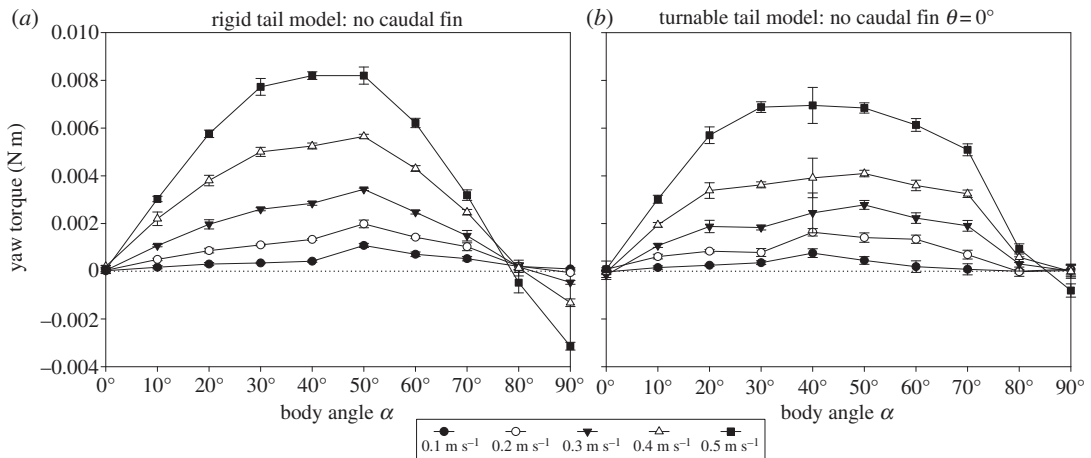 (a) rigid tail model: no caudal fin
(b) turnable tail model: no caudal fin θ = 0°
yaw torque (N m)
0.010
0.008
0.006
0.004
0.002
0
−0.002
−0.004
0° 10° 20° 30° 40° 50° 60° 70° 80° 90°
body angle α
0° 10° 20° 30° 40° 50° 60° 70° 80° 90°
body angle α
0.1 m s⁻¹ 0.2 m s⁻¹ 0.3 m s⁻¹ 0.4 m s⁻¹ 0.5 m s⁻¹